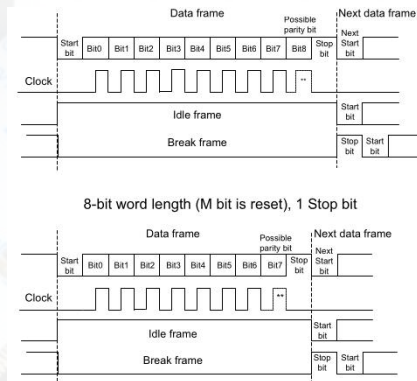 Data frame
Possible parity bit
Next data frame
Start bit Bit0 Bit1 Bit2 Bit3 Bit4 Bit5 Bit6 Bit7 Bit8 Stop bit Next Start bit
Clock
**
Idle frame
Start bit
Break frame
Stop bit Start bit
8-bit word length (M bit is reset), 1 Stop bit
Data frame
Possible parity bit
Next data frame
Start bit Bit0 Bit1 Bit2 Bit3 Bit4 Bit5 Bit6 Bit7 Stop bit Next Start bit
Clock
**
Idle frame
Start bit
Break frame
Stop bit Start bit